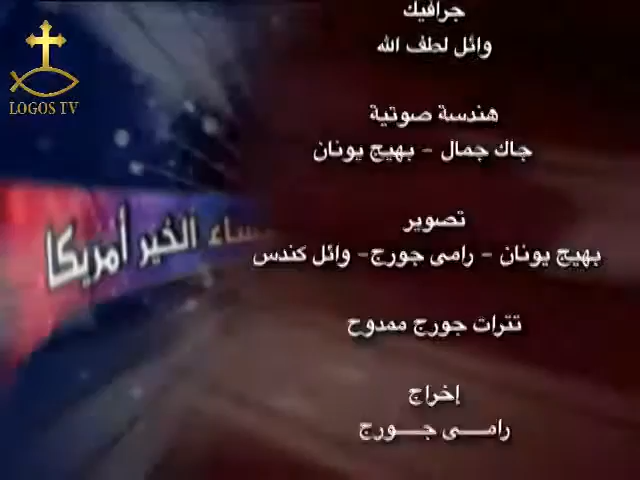 LOGOS TV
جرافيك
وائل لطف الله
هندسة صوتية
جاك جمال - بهيج يونان
تصوير
بهيج يونان - رامى جورج- وائل كندس
تترات جورج ممدوح
إخراج
رامـــى جـــورج
مساء الخير أمريكا